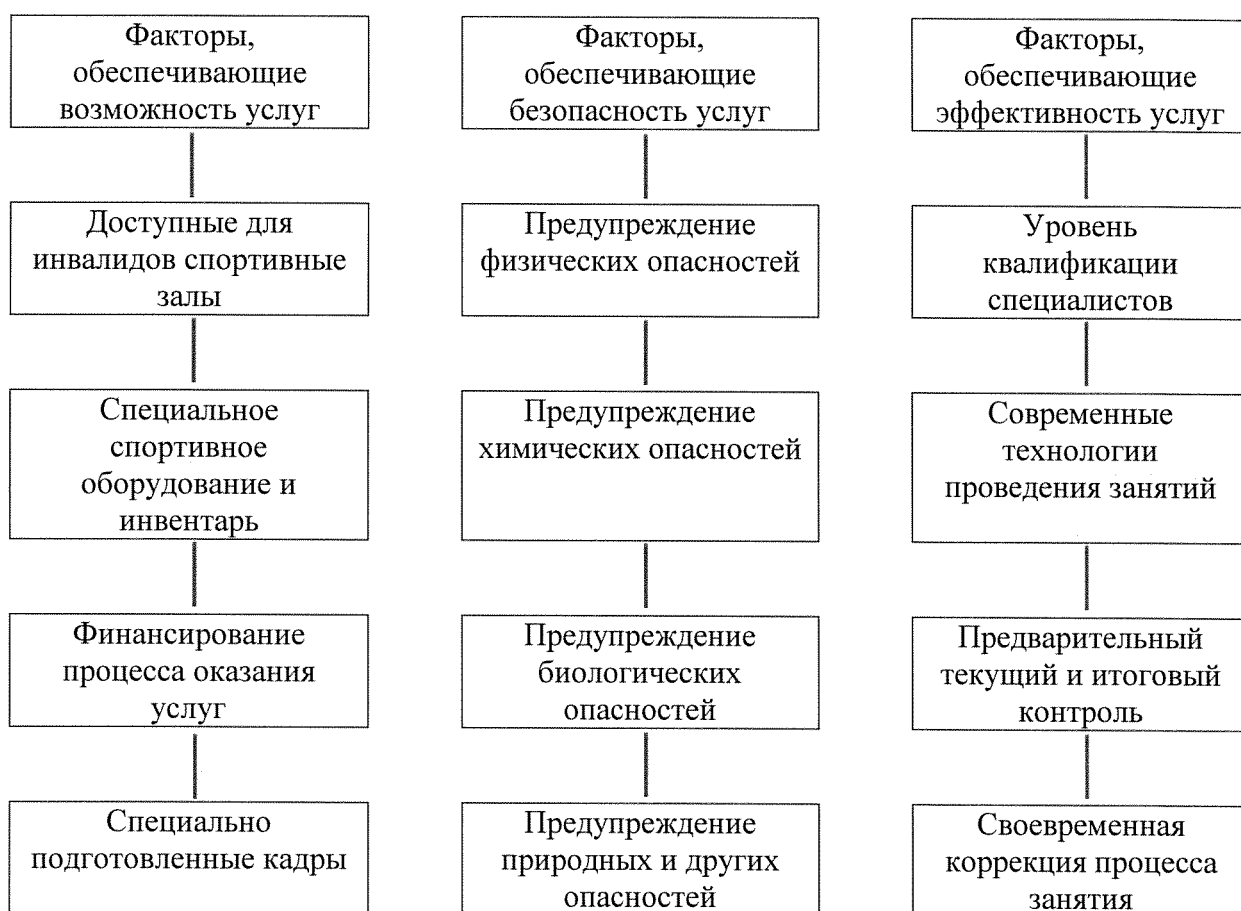 Факторы,
обеспечивающие
возможность услуг
Доступные для
инвалидов спортивные
залы
Специальное
спортивное
оборудование и
инвентарь
Финансирование
процесса оказания
услуг
Специально
подготовленные кадры
Факторы,
обеспечивающие
безопасность услуг
Предупреждение
физических опасностей
Предупреждение
химических опасностей
Предупреждение
биологических
опасностей
Предупреждение
природных и других
опасностей
Факторы,
обеспечивающие
эффективность услуг
Уровень
квалификации
специалистов
Современные
технологии
проведения занятий
Предварительный
текущий и итоговый
контроль
Своевременная
коррекция процесса
занятия